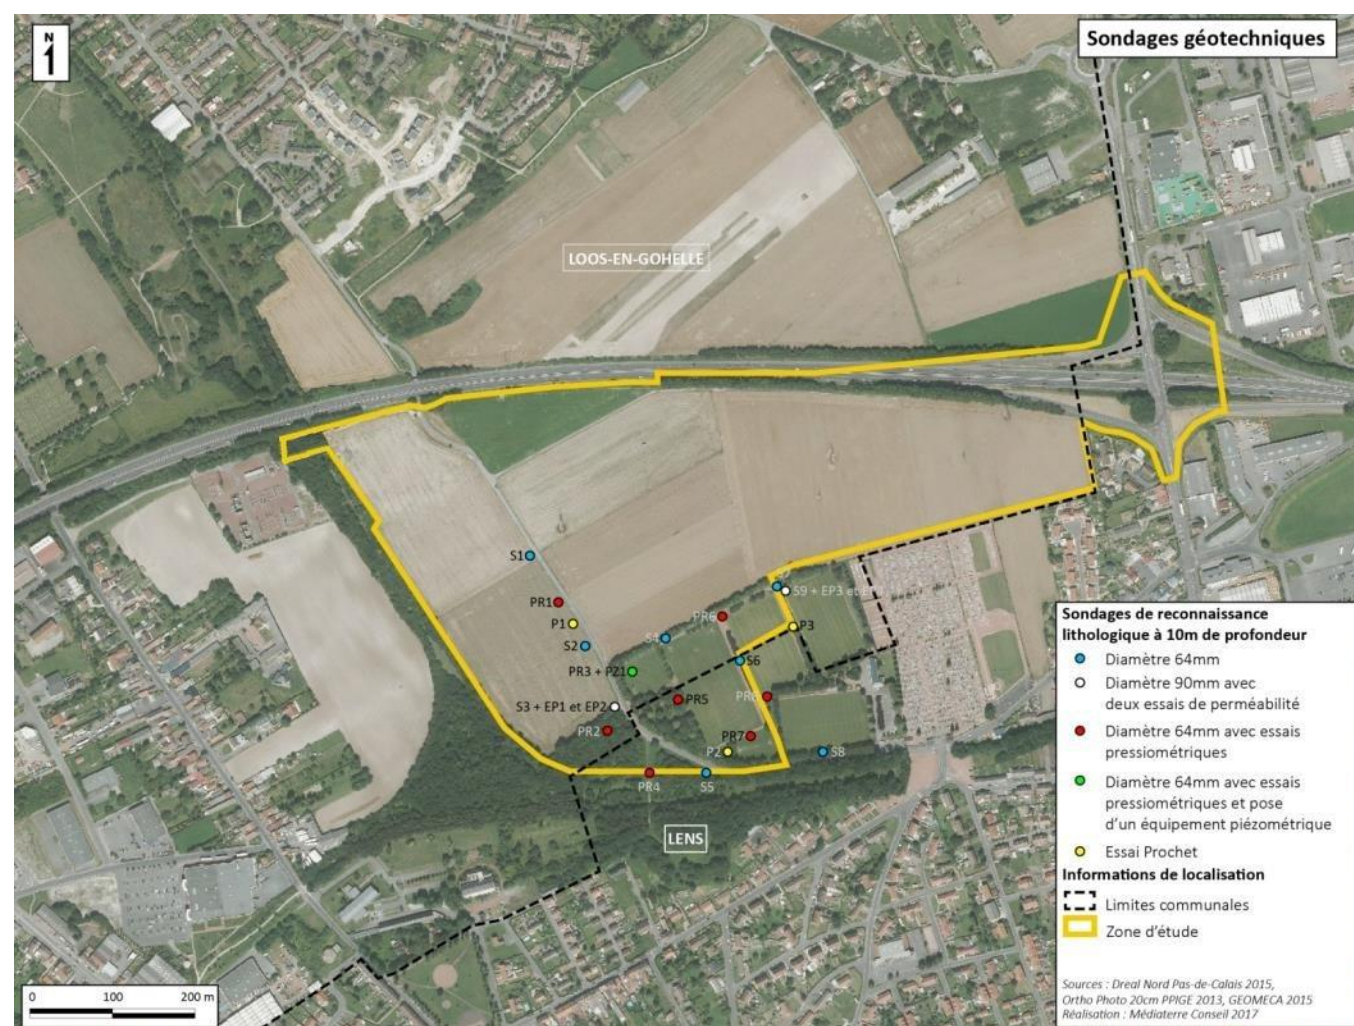 N
Sondages géotechniques
LOOS-EN-GOHELLE
S1
PR1
P1
S2
S4
PR6
S9 + EP3 et
P3
S6
PR3 + PZ1
PR5
PR8
S3 + EP1 et EP2
PR2
PR7
P2
S8
PR4
S5
LENS
Sondages de reconnaissance
lithologique à 10m de profondeur
Diamètre 64mm
Diamètre 90mm avec
deux essais de perméabilité
Diamètre 64mm avec essais
pressiométriques
Diamètre 64mm avec essais
pressiométriques et pose
d'un équipement piézométrique
Essai Prochet
Informations de localisation
Limites communales
Zone d'étude
Sources : Dreal Nord Pas-de-Calais 2015,
Ortho Photo 20cm PPIGE 2013, GEOMECA 2015
Réalisation : Médiaterre Conseil 2017
0 100 200 m